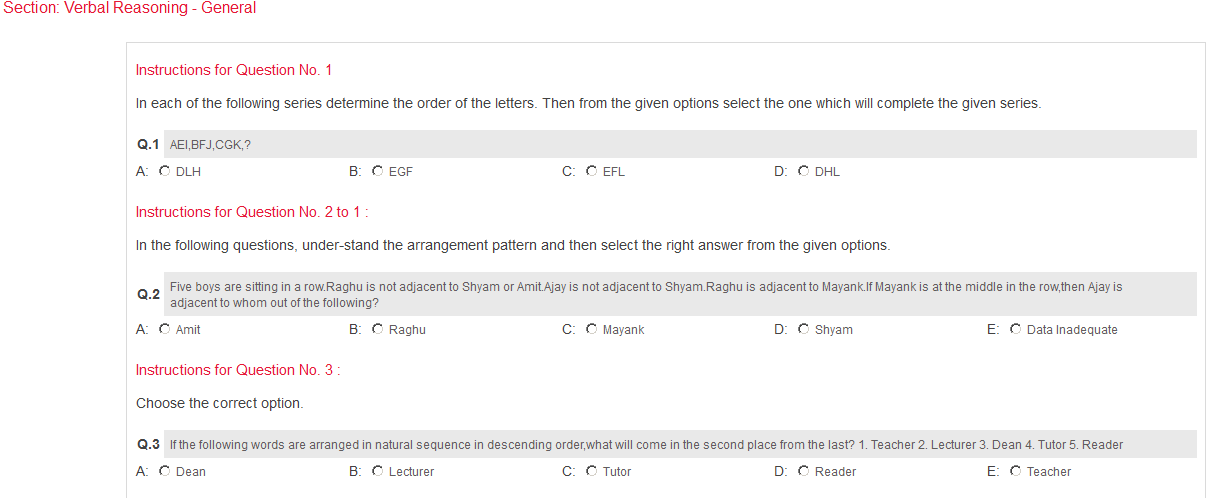 Section: Verbal Reasoning - General
Instructions for Question No. 1
In each of the following series determine the order of the letters. Then from the given options select the one which will complete the given series.
Q.1 AEI,BFJ,CGK,?
A: DLH B: EGF C: EFL D: DHL
Instructions for Question No. 2 to 1 :
In the following questions, under-stand the arrangement pattern and then select the right answer from the given options.
Q.2 Five boys are sitting in a row.Raghu is not adjacent to Shyam or Amit.Ajay is not adjacent to Shyam.Raghu is adjacent to Mayank.If Mayank is at the middle in the row,then Ajay is
adjacent to whom out of the following?
A: Amit B: Raghu C: Mayank D: Shyam E: Data Inadequate
Instructions for Question No. 3 :
Choose the correct option.
Q.3 If the following words are arranged in natural sequence in descending order,what will come in the second place from the last? 1. Teacher 2. Lecturer 3. Dean 4. Tutor 5. Reader
A: Dean B: Lecturer C: Tutor D: Reader E: Teacher